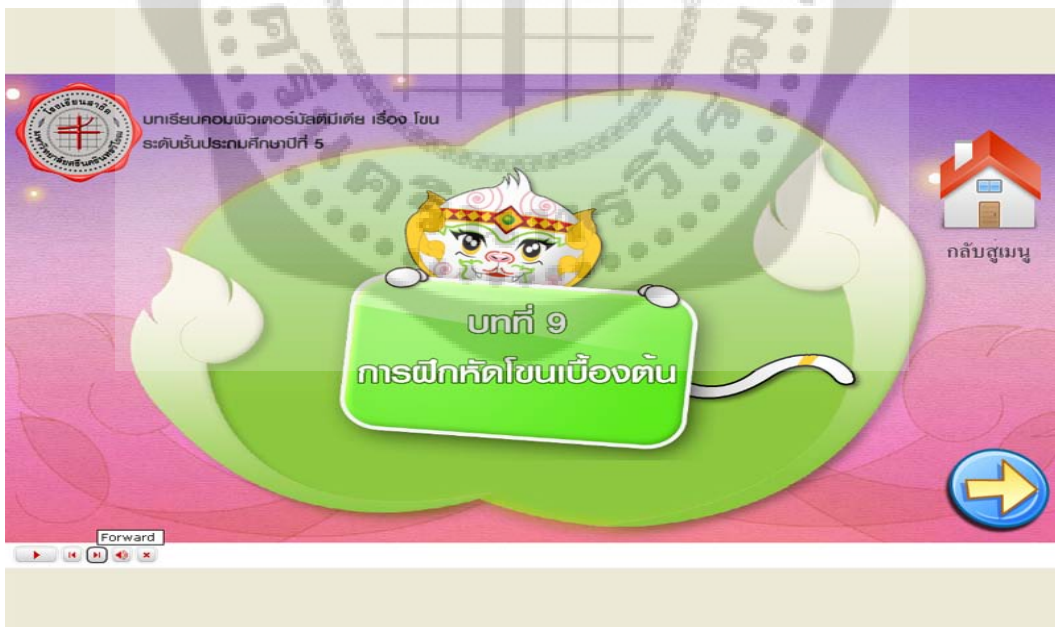 บทเรียนคอมพิวเตอร์มัลติมีเดีย เรื่อง โขน
ระดับชั้นประถมศึกษาปีที่ 5
กลับสู่เมนู
บทที่ 9
การฝึกหัดโขนเบื้องต้น
Forward